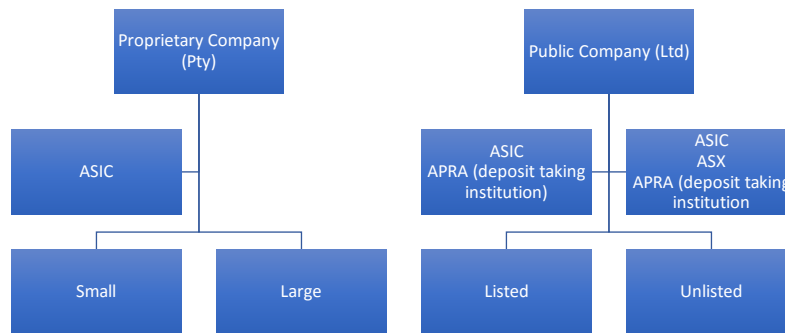 Proprietary Company
(Pty)
Public Company (Ltd)
ASIC
ASIC
APRA (deposit taking
institution)
ASIC
ASX
APRA (deposit taking
institution
Small
Large
Listed
Unlisted